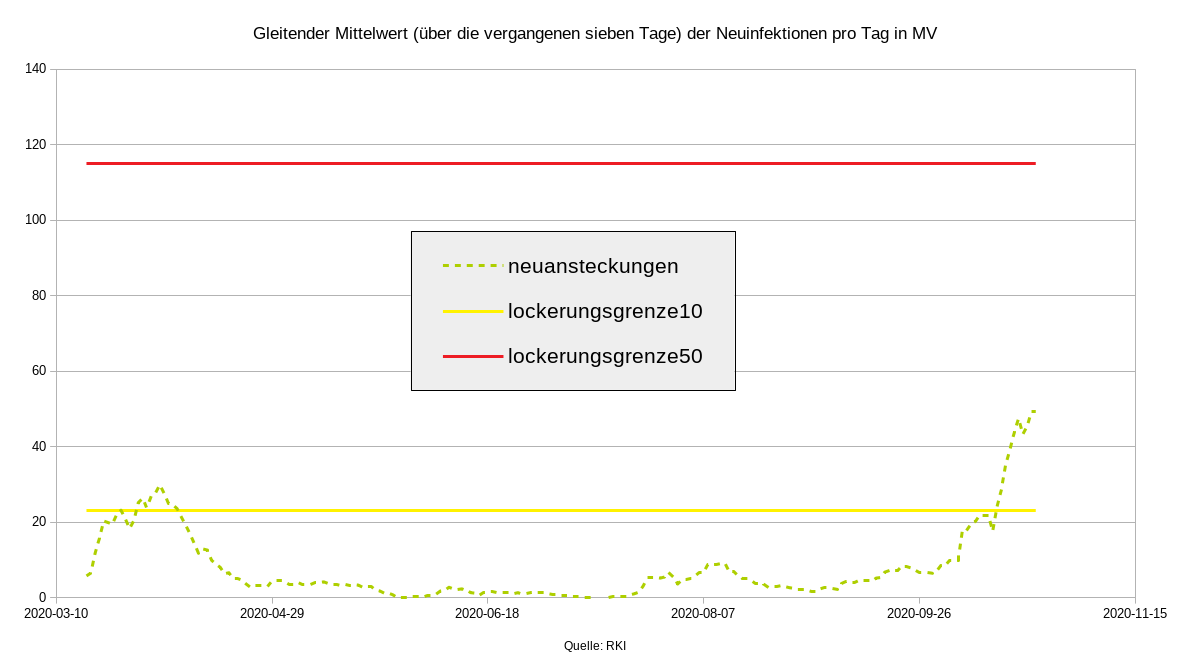 Gleitender Mittelwert (über die vergangenen sieben Tage) der Neuinfektionen pro Tag in MV
140
120
100
80
60
40
20
0
neuansteckungen
lockerungsgrenze10
lockerungsgrenze50
2020-03-10 2020-04-29 2020-06-18 2020-08-07 2020-09-26 2020-11-15
Quelle: RKI